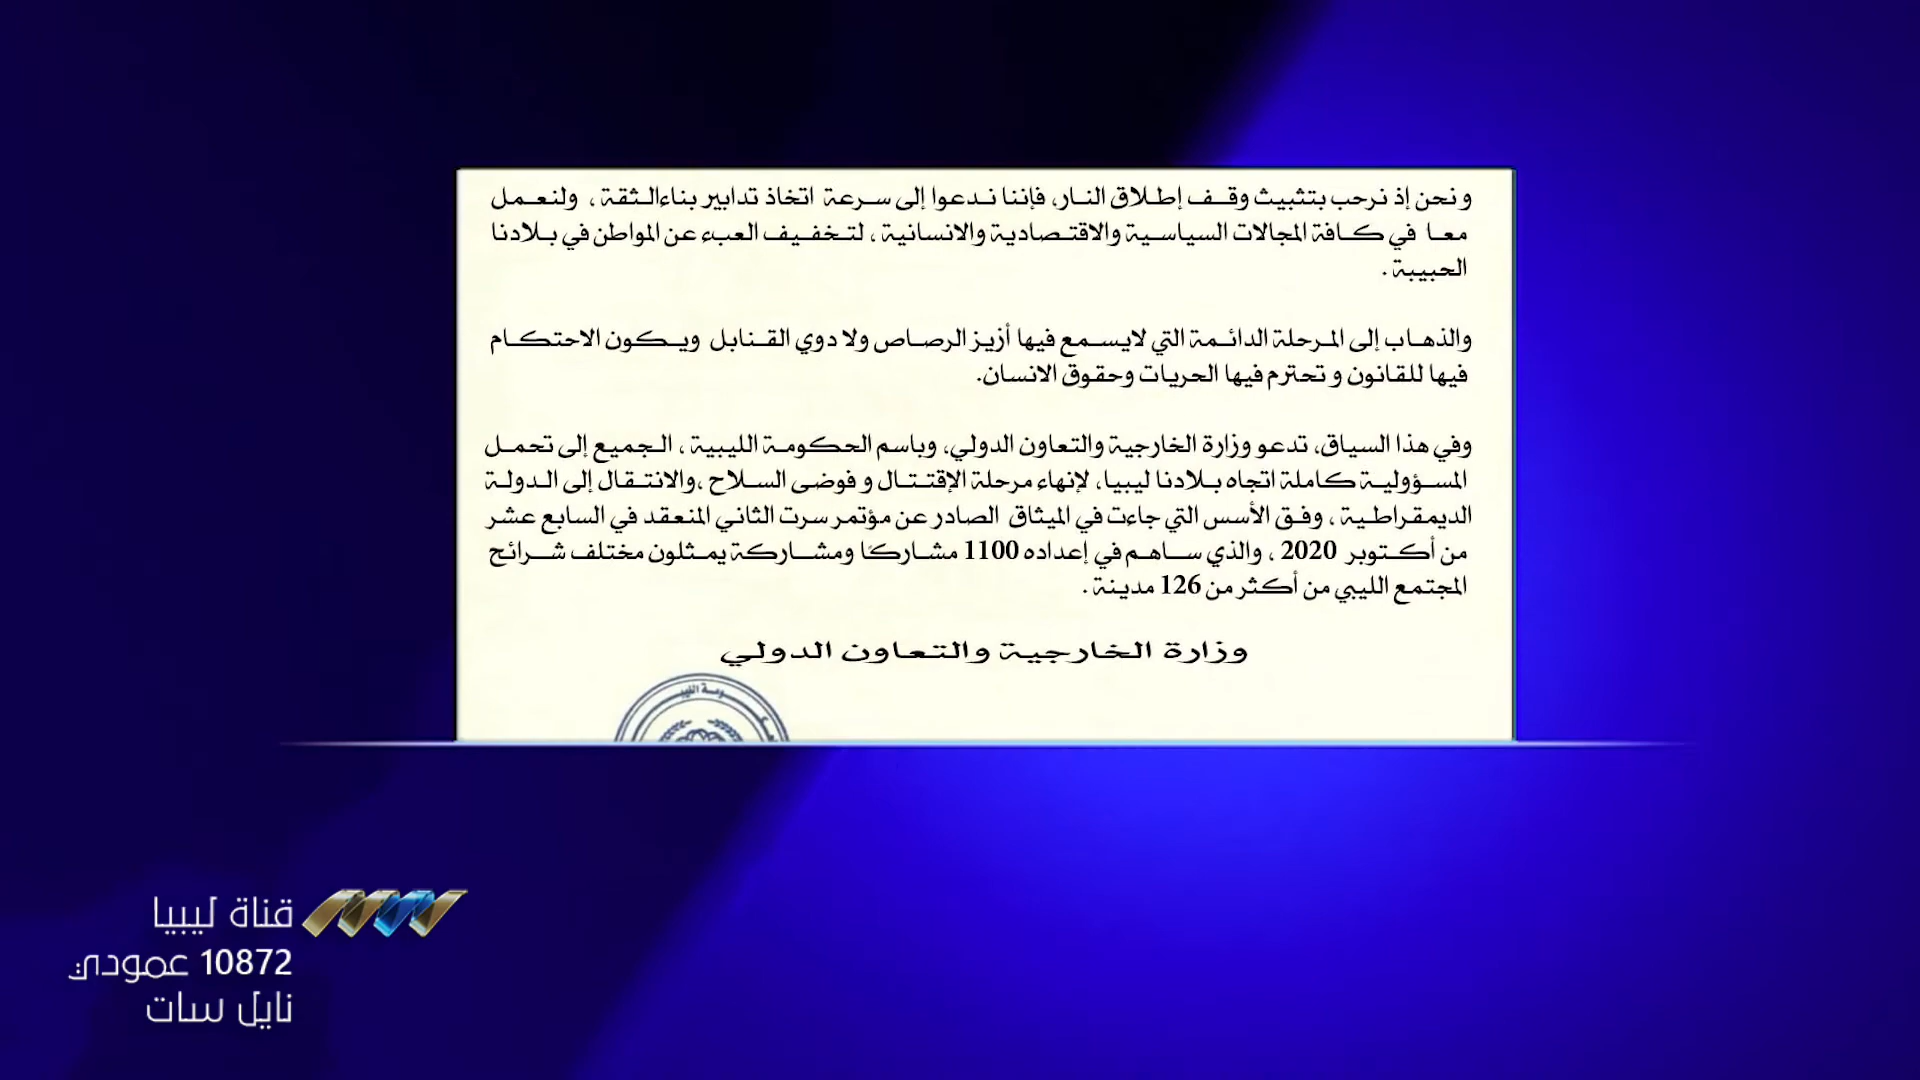 و نحن إذ نرحب بتثبيث وقف إطلاق النار، فإننا ندعوا إلى سرعة اتخاذ تدابير بناءالثقة ، ولنعمل
معا في كافة المجالات السياسية والاقتصادية والانسانية ، لتخفيف العبء عن المواطن في بلادنا
الحبيبة .
والذهاب إلى المرحلة الدائمة التي لايسمع فيها أزيز الرصاص ولا دوي القنابل ويكون الاحتكام
فيها للقانون و تحترم فيها الحريات وحقوق الانسان.
وفي هذا السياق، تدعو وزارة الخارجية والتعاون الدولي، وباسم الحكومة الليبية ، الجميع إلى تحمل
المسؤولية كاملة اتجاه بلادنا ليبيا، لإنهاء مرحلة الإقتتال و فوضى السلاح ،والانتقال إلى الدولة
الديمقراطية ، وفق الأسس التي جاءت في الميثاق الصادر عن مؤتمر سرت الثاني المنعقد في السابع عشر
من أكتوبر 2020 ، والذي ساهم في إعداده 1100 مشاركًا ومشاركة يمثلون مختلف شرائح
المجتمع الليبي من أكثر من 126 مدينة .
وزارة الخارجية والتعاون الدولي
قناة ليبيا
10872 عمودي
نايل سات